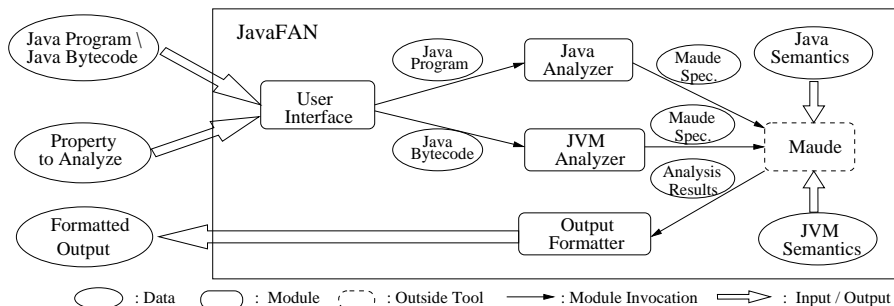 JavaFAN
Java Program \
Java Bytecode
Property
to Analyze
Formatted
Output
User
Interface
Java
Program
Java
Bytecode
Java
Analyzer
JVM
Analyzer
Output
Formatter
Maude
Spec.
Maude
Spec.
Analysis
Results
Java
Semantics
Maude
JVM
Semantics
: Data
: Module
: Outside Tool
: Module Invocation
: Input / Output